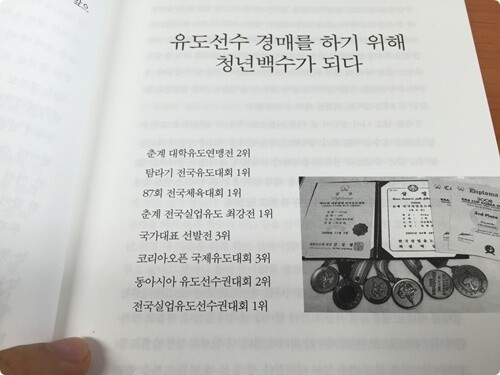 유도선수 경매를 하기 위해
청년백수가 되다
춘계 대학유도연맹전 2위
탐라기 전국유도대회 1위
87회 전국체육대회 1위
춘계 전국실업유도 최강전 1위
국가대표 선발전 3위
코리아오픈 국제유도대회 3위
동아시아 유도선수권대회 2위
전국실업유도선수권대회 1위
상 장
상 장
Diploma